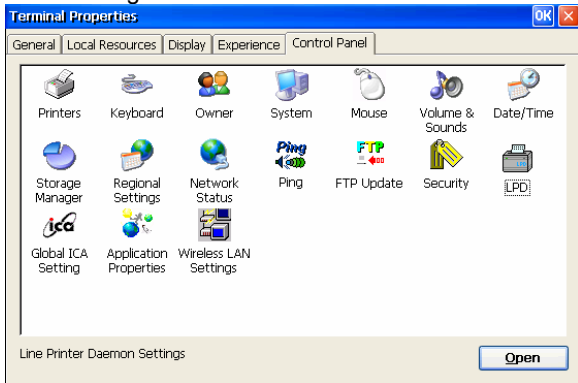 Terminal Properties OK
General Local Resources Display Experience Control Panel
Printers Keyboard Owner System Mouse Volume & Date/Time
Sounds
Ping FTP
Storage Regional Network Ping FTP Update Security LPD
Manager Settings Status
ica
Global ICA Application Wireless LAN
Setting Properties Settings
Line Printer Daemon Settings Open